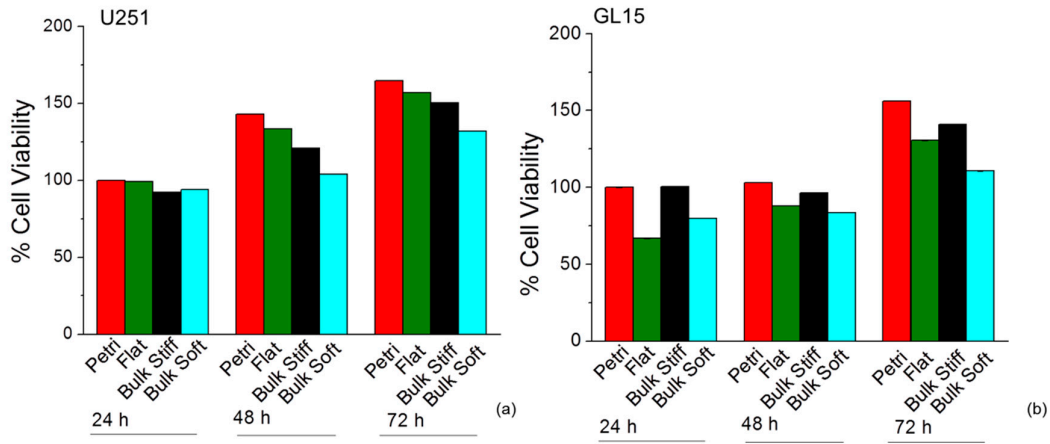 U251
% Cell Viability
200
150
100
50
0
Petri Flat Bulk Stiff Bulk Soft Petri Flat Bulk Stiff Bulk Soft Petri Flat Bulk Stiff Bulk Soft
24 h 48 h 72 h
(a)
GL15
% Cell Viability
200
150
100
50
0
Petri Flat Bulk Stiff Bulk Soft Petri Flat Bulk Stiff Bulk Soft Petri Flat Bulk Stiff Bulk Soft
24 h 48 h 72 h
(b)